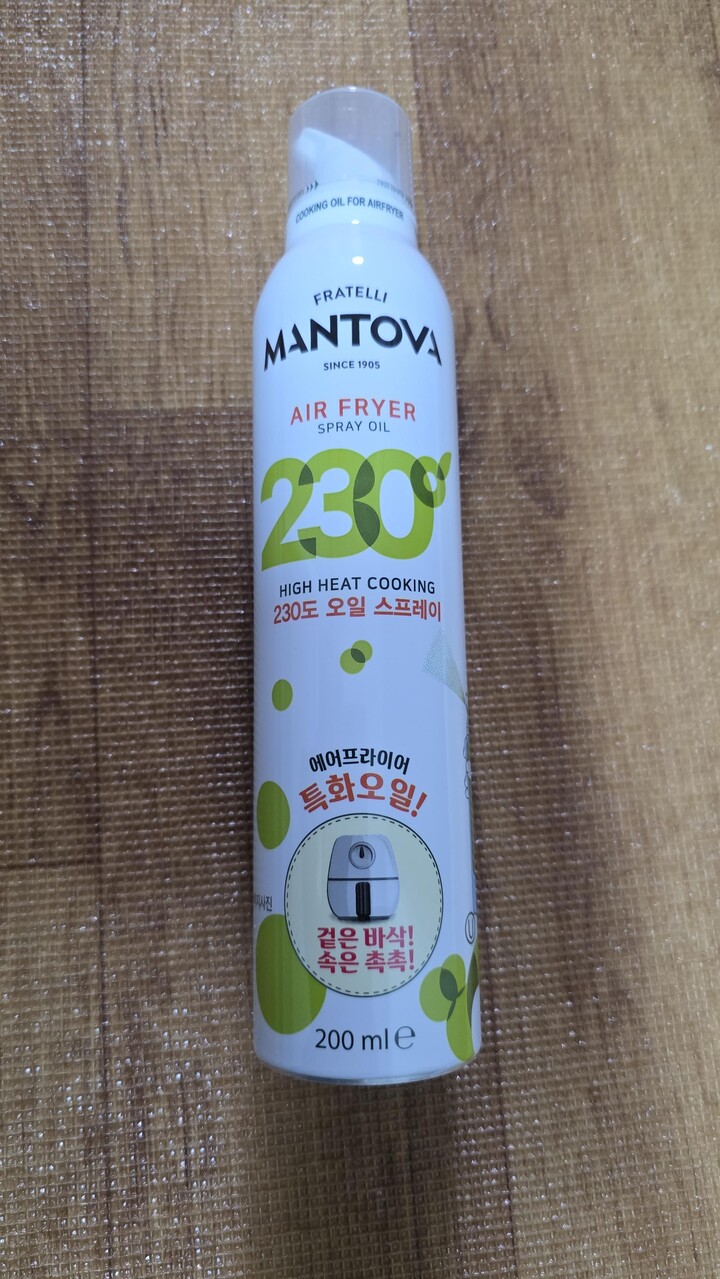 COOKING OIL FOR AIRFRYER
FRATELLI
MANTOVA
SINCE 1905
AIR FRYER
SPRAY OIL
230°
HIGH HEAT COOKING
230도 오일 스프레이
에어프라이어
특화오일!
겉은 바삭!
속은 촉촉!
200 ml e